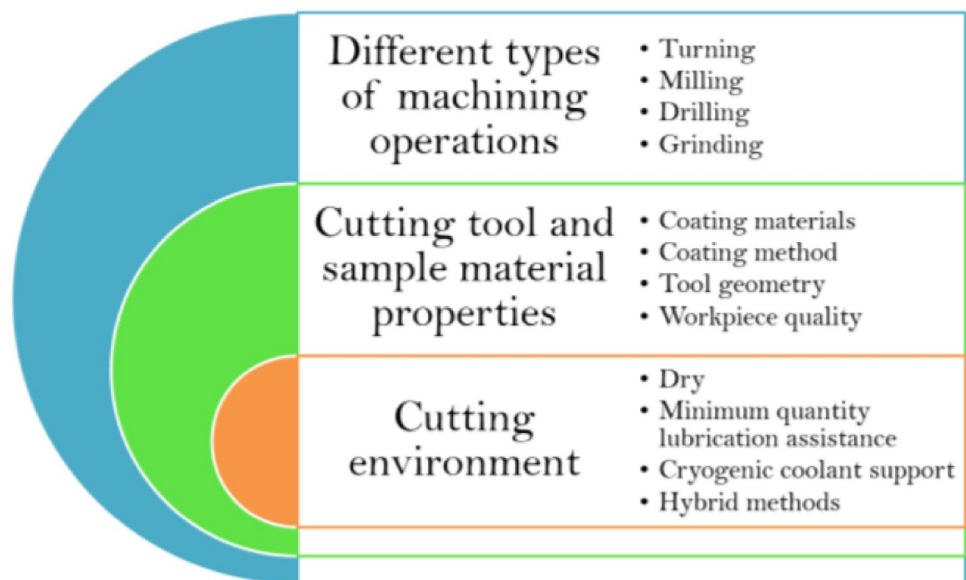 Different types
of machining
operations
• Turning
• Milling
• Drilling
• Grinding
Cutting tool and
sample material
properties
• Coating materials
• Coating method
• Tool geometry
• Workpiece quality
Cutting
environment
• Dry
• Minimum quantity
lubrication assistance
• Cryogenic coolant support
• Hybrid methods